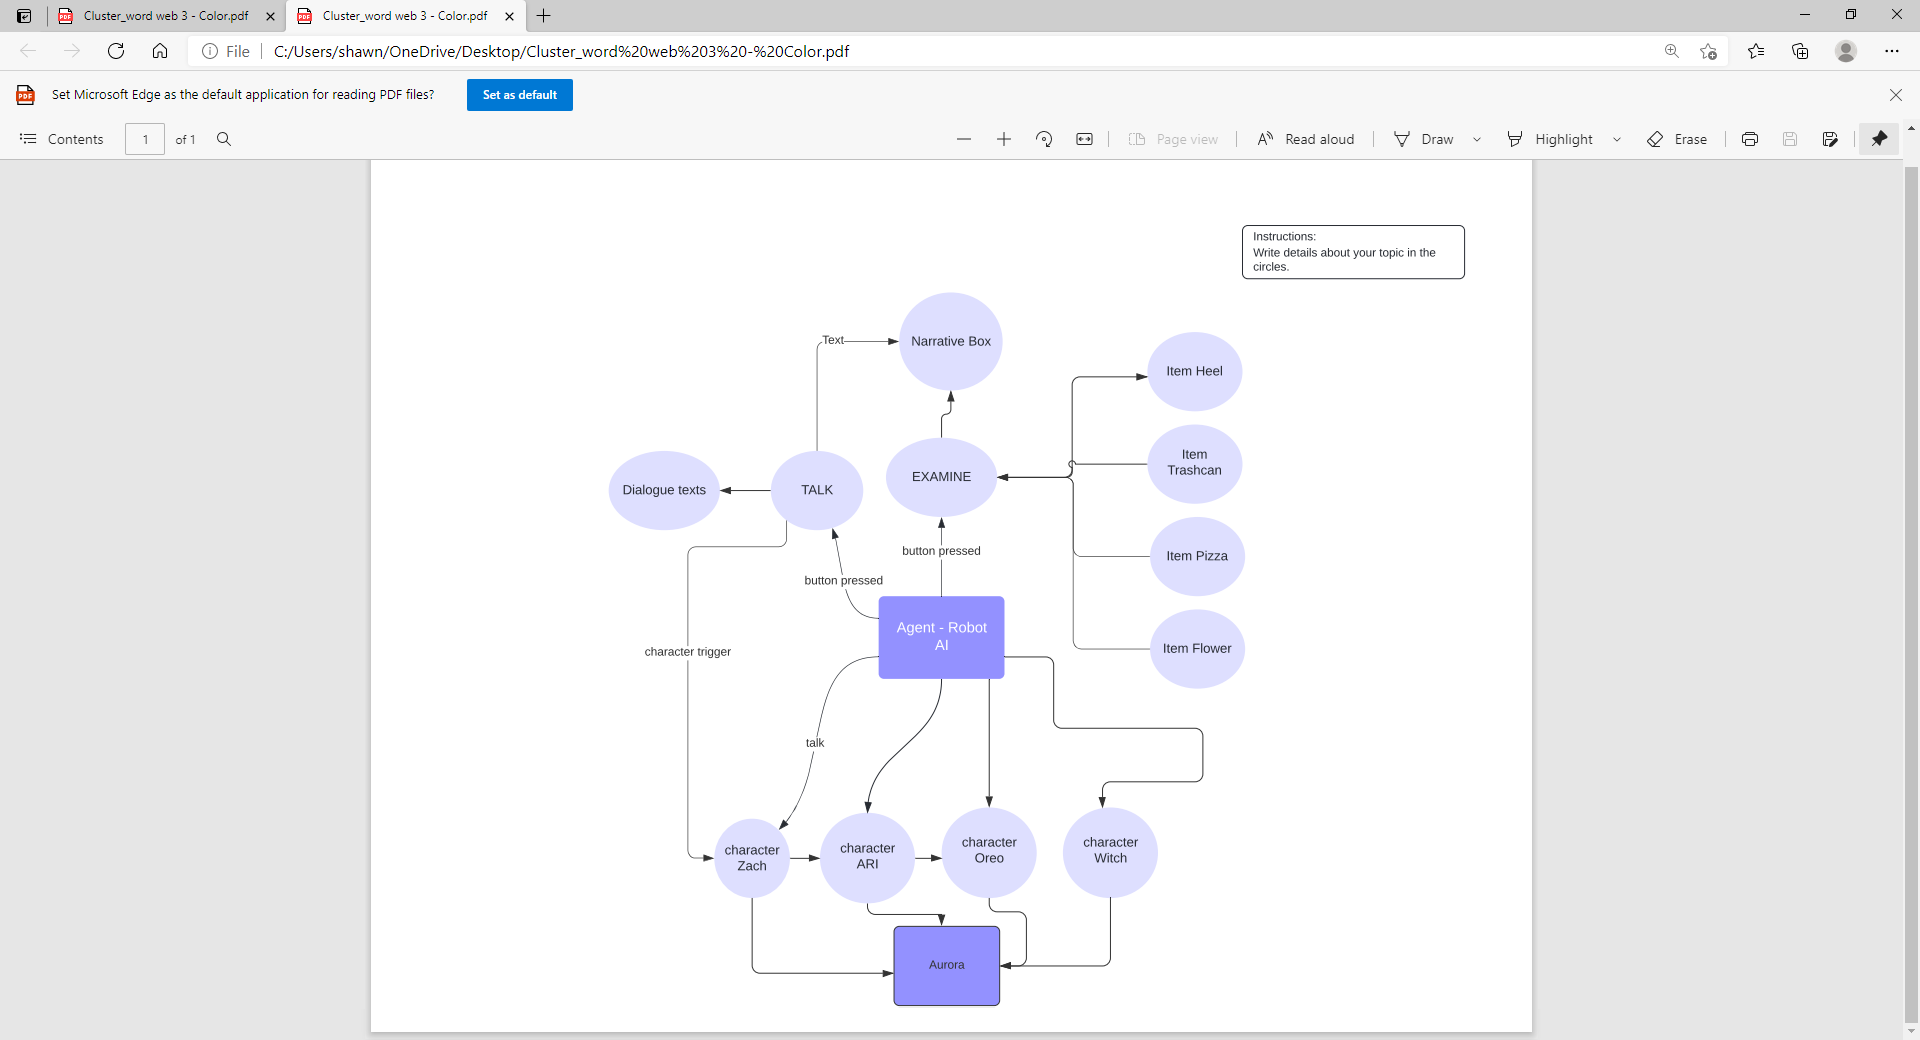 Cluster_word web 3 - Color.pdf
Cluster_word web 3 - Color.pdf
File
C:/Users/shawn/OneDrive/Desktop/Cluster_word%20web%203%20-%20Color.pdf
PDF
Set Microsoft Edge as the default application for reading PDF files?
Set as default
Contents
1
of 1
Page view
Read aloud
Draw
Highlight
Erase
Instructions:
Write details about your topic in the
circles.
Text
Narrative Box
Item Heel
Item
Trashcan
EXAMINE
Dialogue texts
TALK
button pressed
Item Pizza
button pressed
Agent - Robot
AI
character trigger
Item Flower
talk
character
Zach
character
ARI
character
Oreo
character
Witch
Aurora